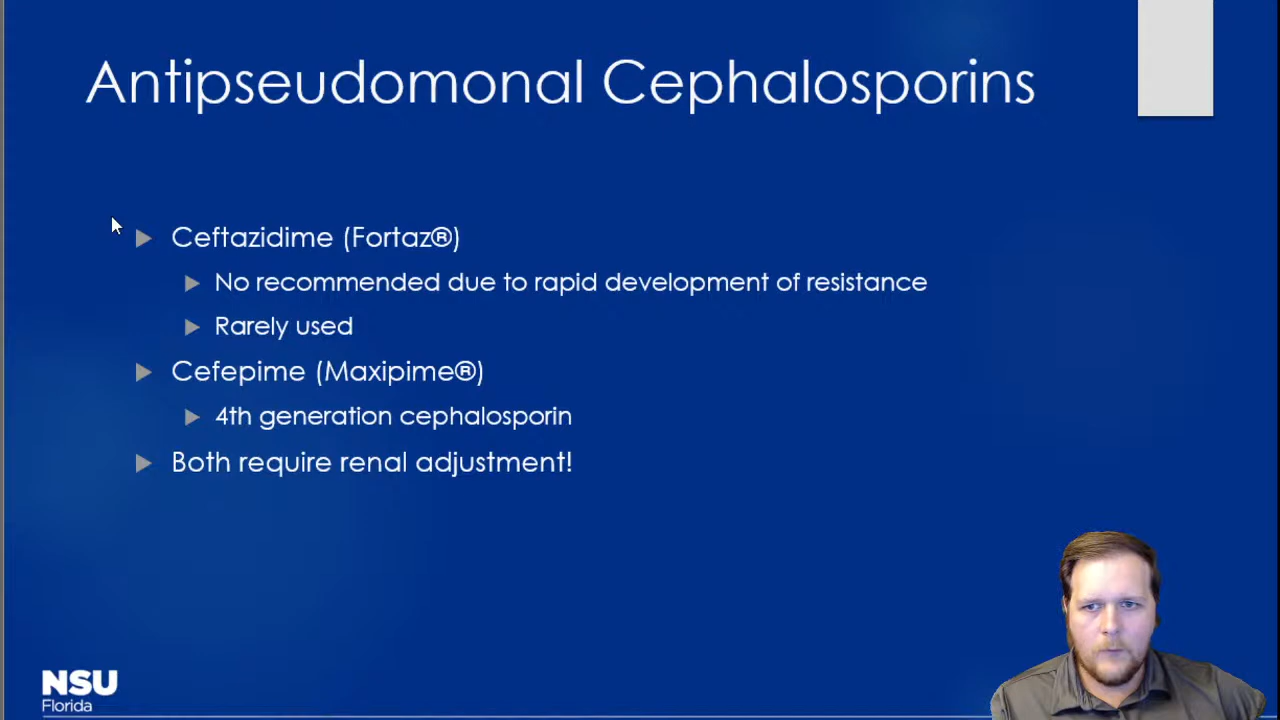 Antipseudomonal Cephalosporins
Ceftazidime (Fortaz®)
No recommended due to rapid development of resistance
Rarely used
Cefepime (Maxipime®)
4th generation cephalosporin
Both require renal adjustment!
NSU
Florida